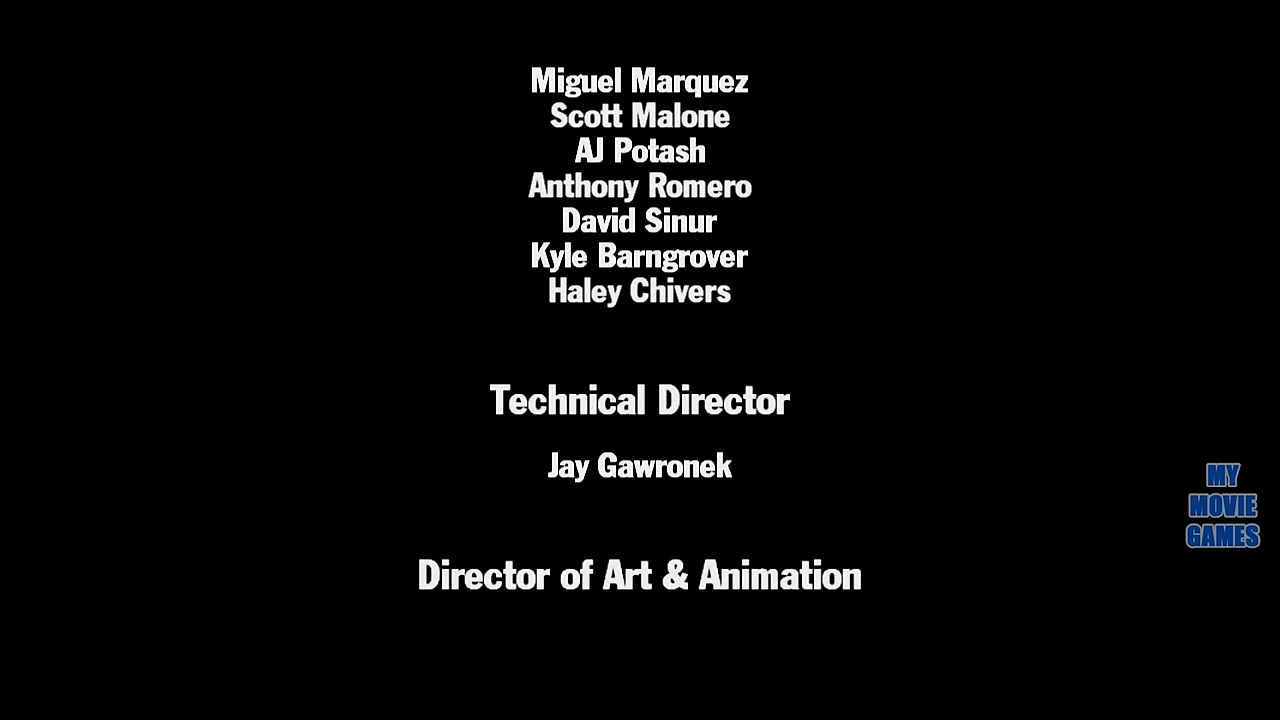 Miguel Marquez
Scott Malone
AJ Potash
Anthony Romero
David Sinur
Kyle Barngrover
Haley Chivers
Technical Director
Jay Gawronek
MY
MOVIE
GAMES
Director of Art & Animation